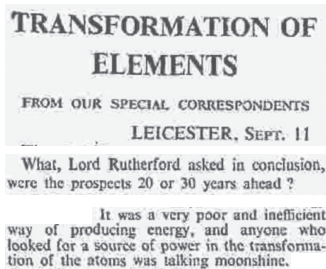 TRANSFORMATION OF
ELEMENTS
FROM OUR SPECIAL CORRESPONDENTS
LEICESTER, SEPT. 11
What, Lord Rutherford asked in conclusion,
were the prospects 20 or 30 years ahead ?
It was a very poor and inefficient
way of producing energy, and anyone who
looked for a source of power in the transforma-
tion of the atoms was talking moonshine.